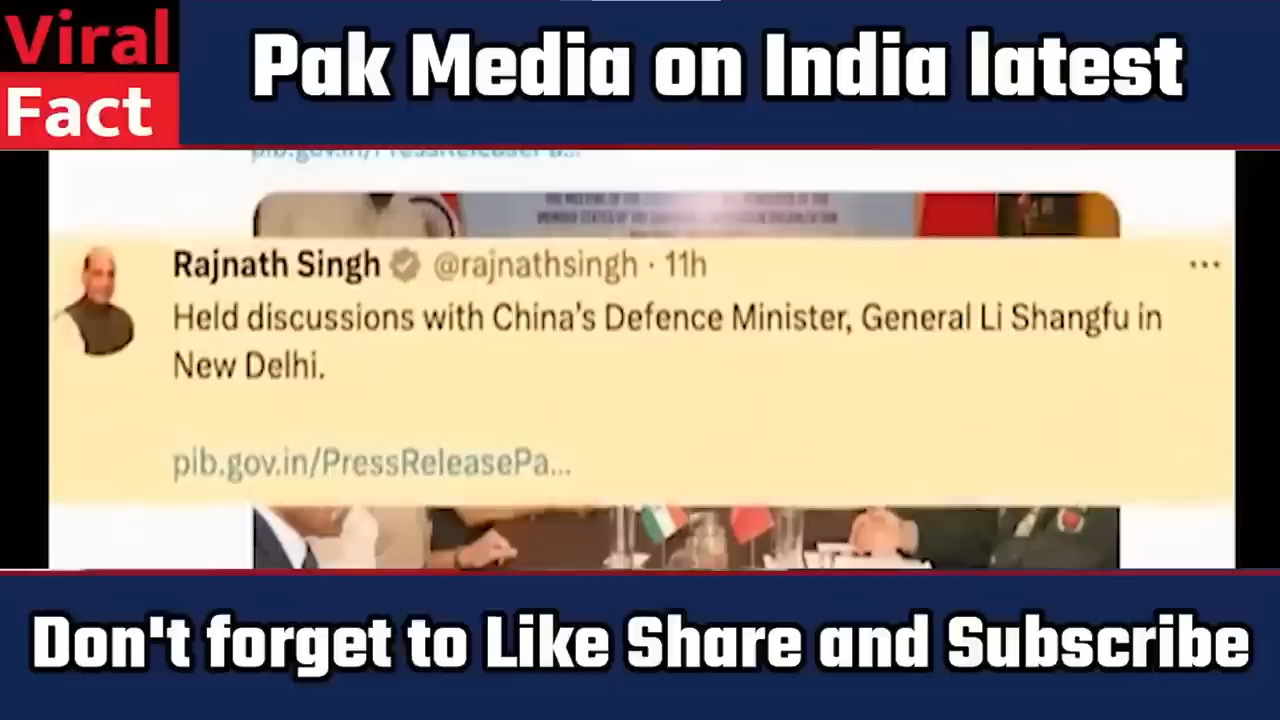 Viral
Fact
Pak Media on India latest
Rajnath Singh @rajnathsingh · 11h
Held discussions with China's Defence Minister, General Li Shangfu in
New Delhi.
pib.gov.in/PressReleasePa...
Don't forget to Like Share and Subscribe